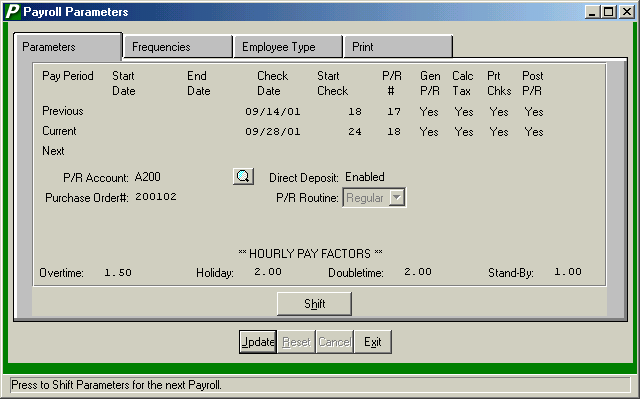 P Payroll Parameters
Parameters Frequencies Employee Type Print
Pay Period Start Date End Date Check Date Start Check P/R # Gen P/R Calc Tax Prt Chks Post P/R
Previous 09/14/01 18 17 Yes Yes Yes Yes
Current 09/28/01 24 18 Yes Yes Yes Yes
Next
P/R Account: A200 Direct Deposit: Enabled
Purchase Order#: 200102 P/R Routine: Regular
** HOURLY PAY FACTORS **
Overtime: 1.50 Holiday: 2.00 Doubletime: 2.00 Stand-By: 1.00
Shift
Update Reset Cancel Exit
Press to Shift Parameters for the next Payroll.